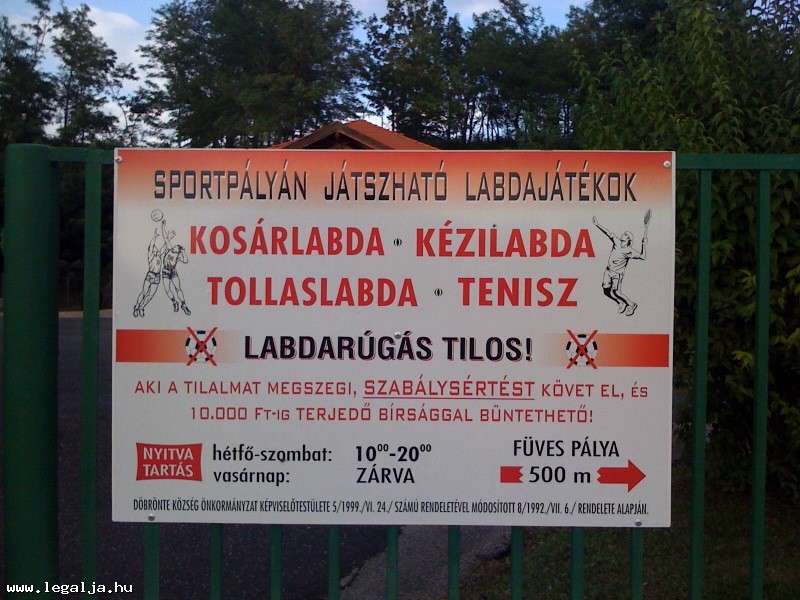 SPORTPÁLYÁN JÁTSZHATÓ LABDAJÁTÉKOK
KOSÁRLABDA · KÉZILABDA
TOLLASLABDA · TENISZ
LABDARÚGÁS TILOS!
AKI A TILALMAT MEGSZEGI, SZABÁLYSÉRTÉST KÖVET EL, ÉS
10.000 Ft-IG TERJEDŐ BÍRSÁGGAL BÜNTETHETŐ!
NYITVA
TARTÁS
hétfő-szombat: 10⁰⁰-20⁰⁰
vasárnap: ZÁRVA
FÜVES PÁLYA
500 m
DÖBRÖNTE KÖZSÉG ÖNKORMÁNYZAT KÉPVISELŐTESTÜLETE 5/1999./VI. 24./ SZÁMÚ RENDELETÉVEL MÓDOSÍTOTT 8/1992./VII. 6./ RENDELETE ALAPJÁN.
www.legalja.hu